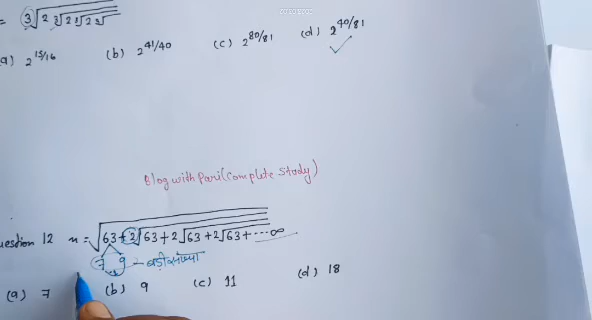 = ∛2 ∛2 ∛2 ∛
(a) 2^15/16 (b) 2^41/40 (c) 2^80/81 (d) 2^40/81 ✓
Blog with Pari (Complete Study)
uestion 12 x = √63+2√63+2√63+2√63+----∞
7 9 - बड़ी संख्या
(a) 7 (b) 9 (c) 11 (d) 18